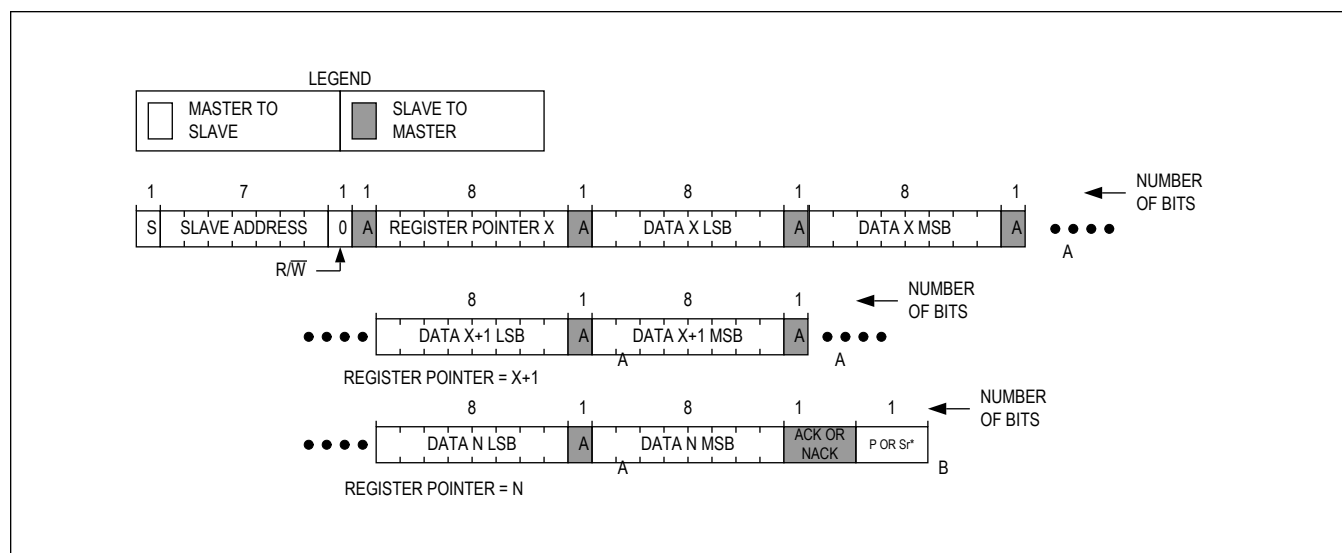 LEGEND
MASTER TO SLAVE
SLAVE TO MASTER
1 7 1 1 8 1 8 1 8 1
NUMBER OF BITS
S SLAVE ADDRESS 0 A REGISTER POINTER X A DATA X LSB A DATA X MSB A
A
R/W̅
8 1 8 1
NUMBER OF BITS
DATA X+1 LSB A DATA X+1 MSB A
A A
REGISTER POINTER = X+1
8 1 8 1 1
NUMBER OF BITS
DATA N LSB A DATA N MSB ACK OR NACK P OR Sr*
A B
REGISTER POINTER = N